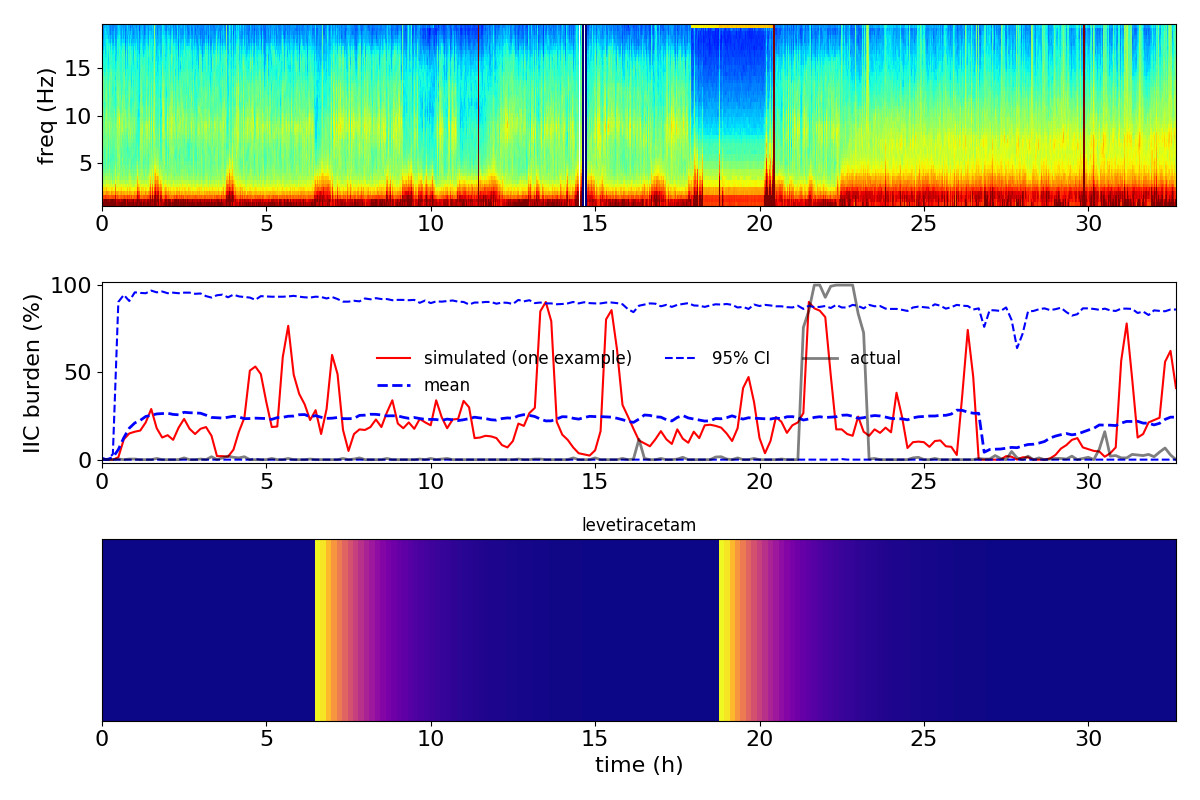 freq (Hz)
15
10
5
0 5 10 15 20 25 30
IIC burden (%)
100
50
0
simulated (one example) 95% CI actual
mean
0 5 10 15 20 25 30
levetiracetam
0 5 10 15 20 25 30
time (h)